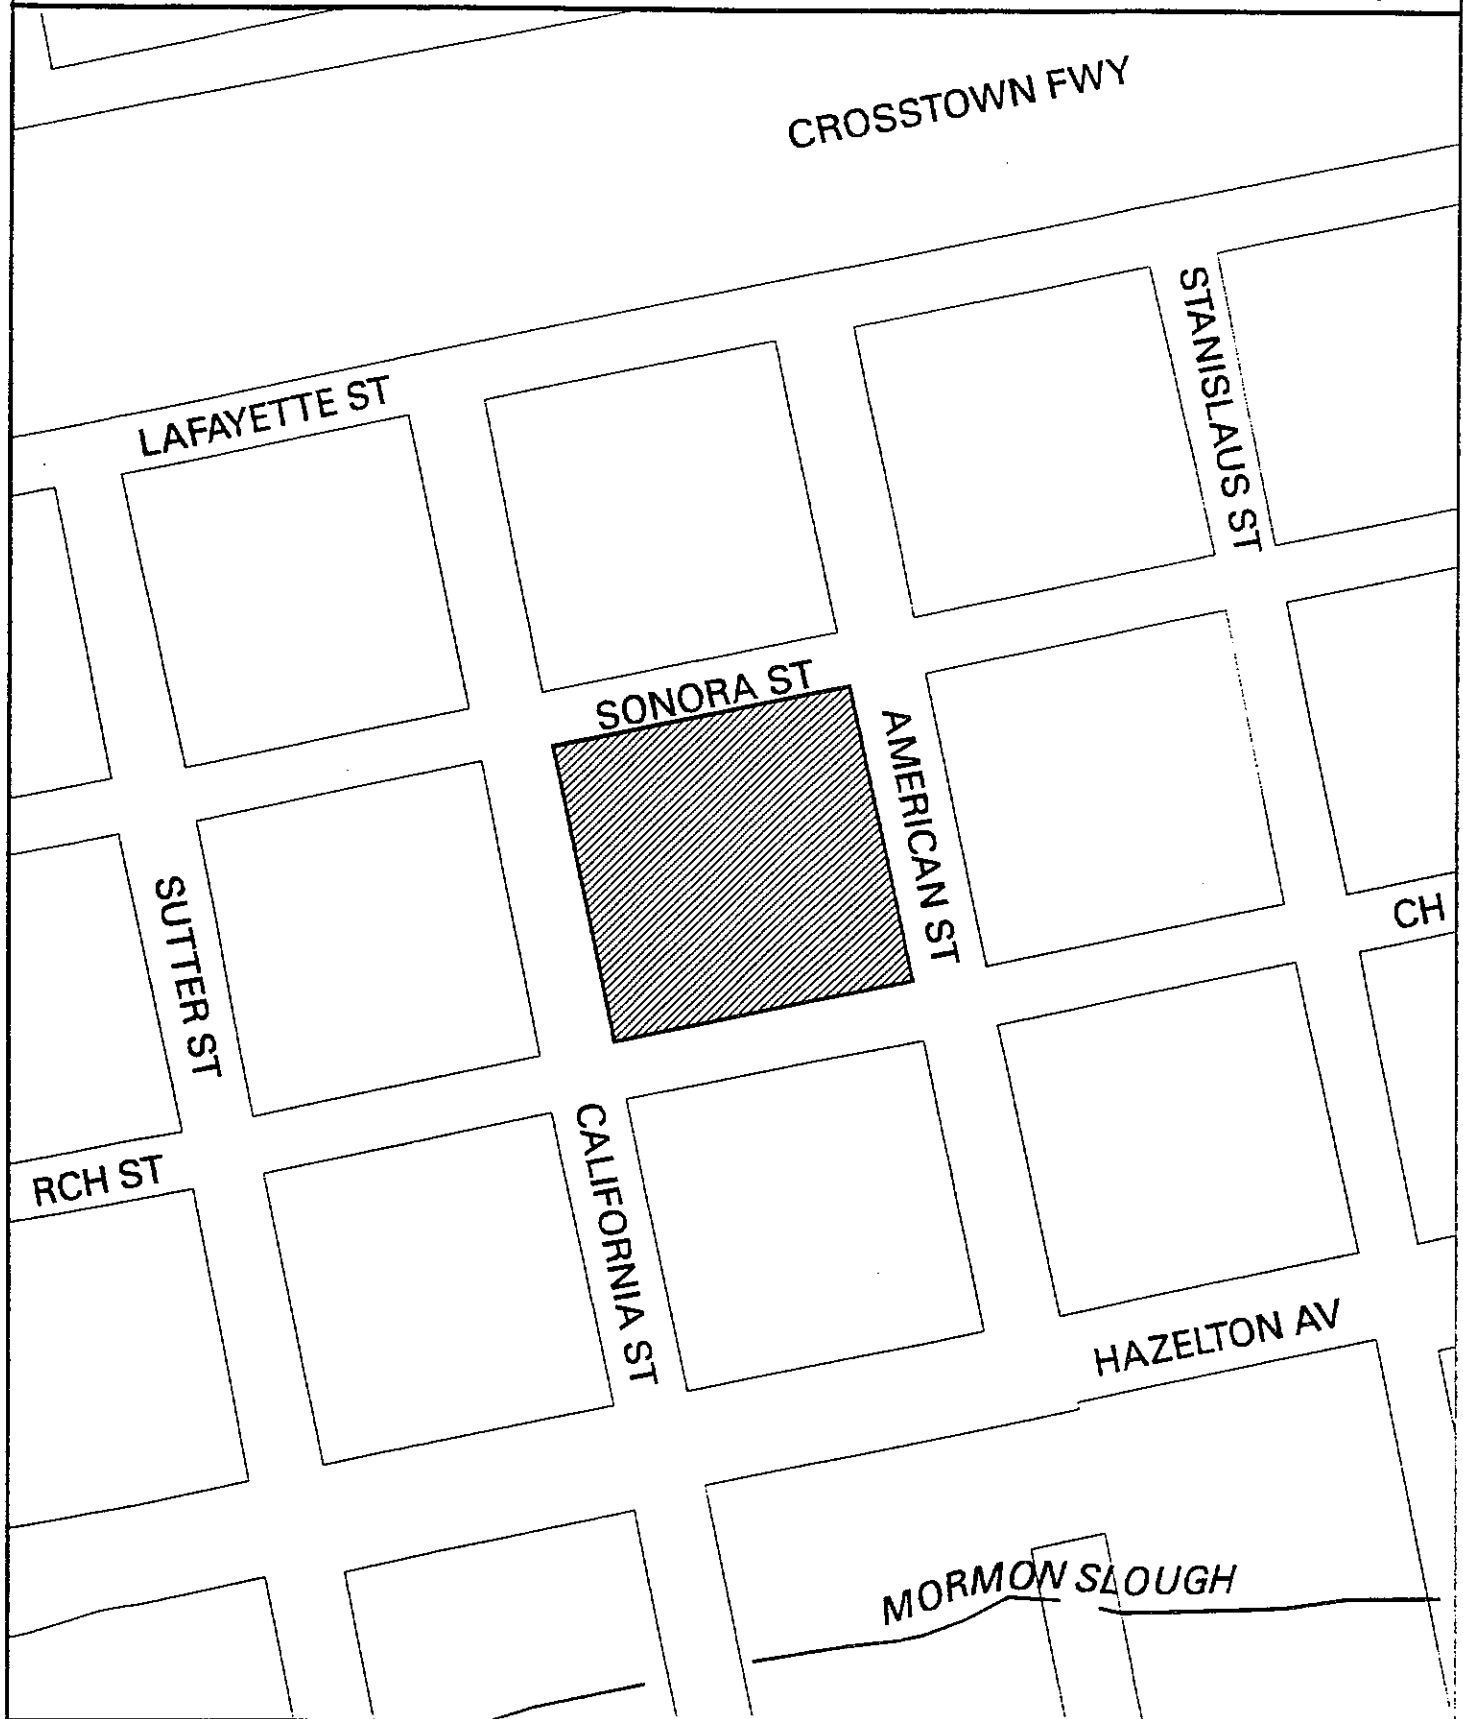 CROSSTOWN FWY
STANISLAUS ST
LAFAYETTE ST
SONORA ST
AMERICAN ST
SUTTER ST
CH
CALIFORNIA ST
RCH ST
HAZELTON AV
MORMON SLOUGH